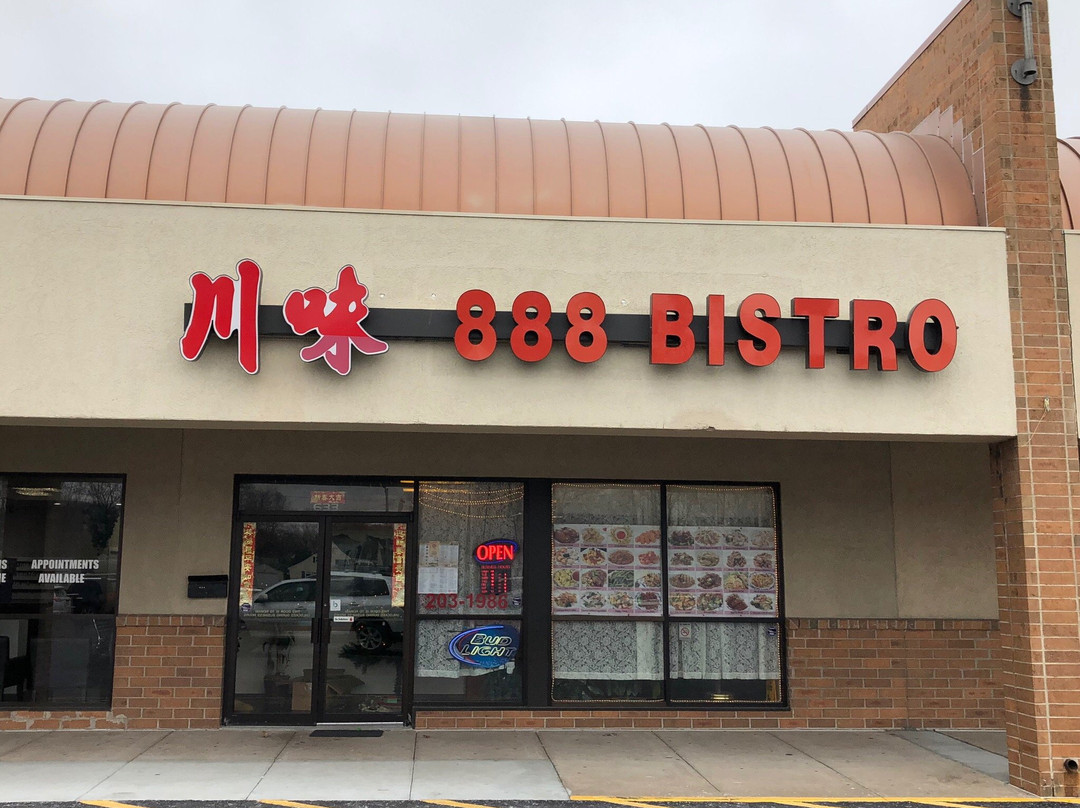 川味 888 BISTRO
APPOINTMENTS
AVAILABLE
OPEN
203-1986
BUD
LIGHT